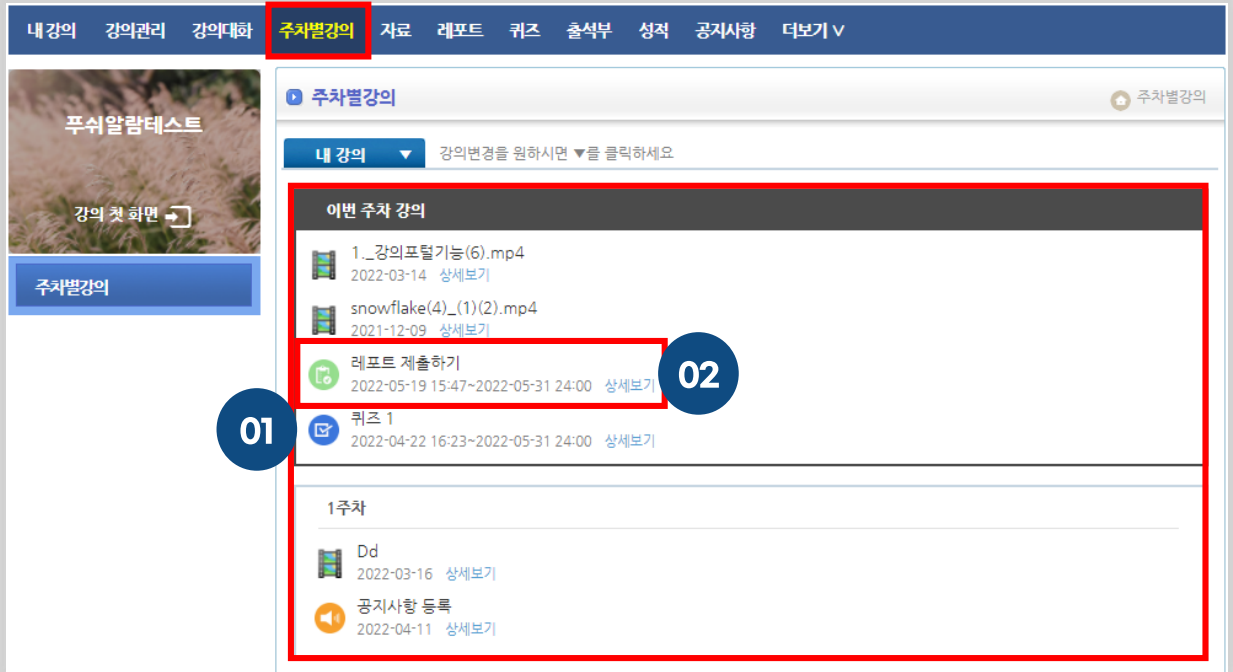 내 강의 강의관리 강의대화 주차별강의 자료 레포트 퀴즈 출석부 성적 공지사항 더보기 ∨
푸쉬알람테스트
강의 첫 화면
주차별강의
주차별강의
주차별강의
내 강의 ▼ 강의변경을 원하시면 ▼를 클릭하세요
이번 주차 강의
1._강의포털기능(6).mp4
2022-03-14 상세보기
snowflake(4)_(1)(2).mp4
2021-12-09 상세보기
레포트 제출하기
2022-05-19 15:47~2022-05-31 24:00 상세보기
02
01
퀴즈 1
2022-04-22 16:23~2022-05-31 24:00 상세보기
1주차
Dd
2022-03-16 상세보기
공지사항 등록
2022-04-11 상세보기